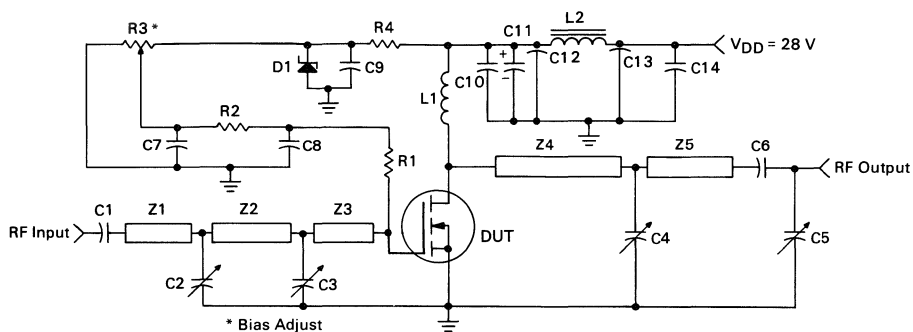 R3 *
R4
C11
L2
VDD = 28 V
D1
C9
C10
+
−
C12
C13
C14
L1
R2
C7
C8
R1
Z4
Z5
C6
RF Output
C1
Z1
Z2
Z3
RF Input
DUT
C2
C3
C4
C5
* Bias Adjust